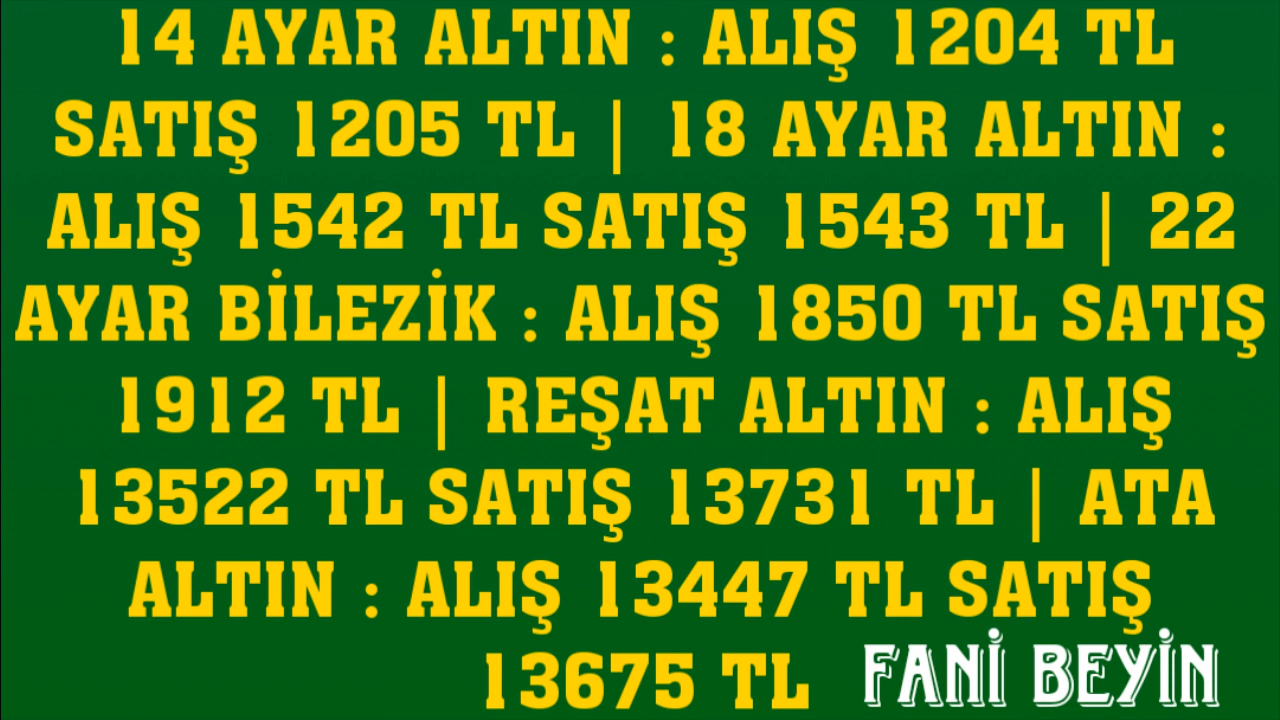 14 AYAR ALTIN : ALIŞ 1204 TL
SATIŞ 1205 TL | 18 AYAR ALTIN :
ALIŞ 1542 TL SATIŞ 1543 TL | 22
AYAR BİLEZİK : ALIŞ 1850 TL SATIŞ
1912 TL | REŞAT ALTIN : ALIŞ
13522 TL SATIŞ 13731 TL | ATA
ALTIN : ALIŞ 13447 TL SATIŞ
13675 TL
FANİ BEYİN